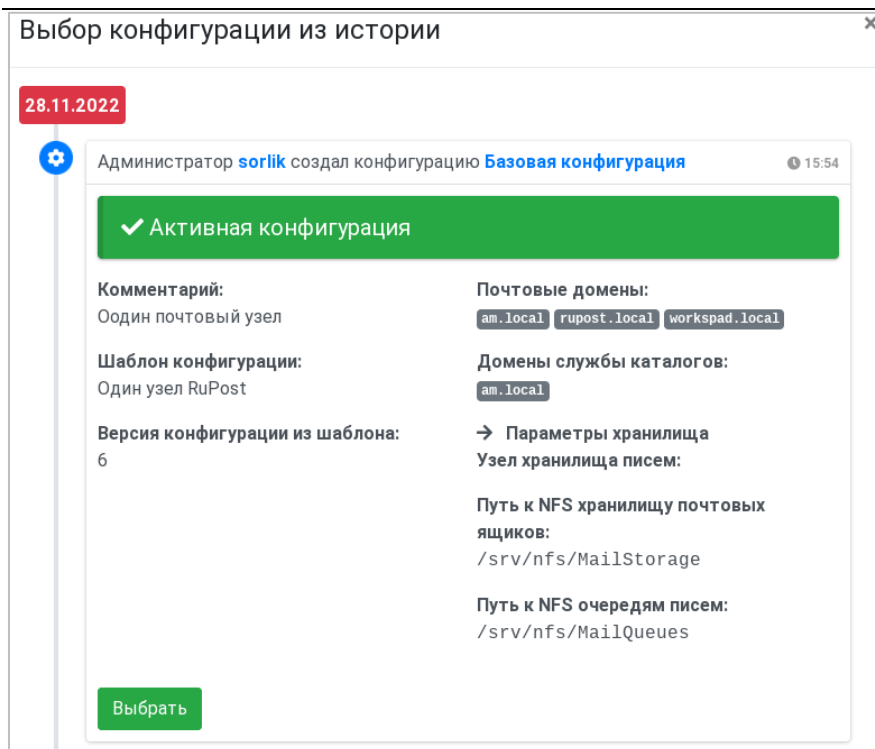 Выбор конфигурации из истории
×
28.11.2022
Администратор sorlik создал конфигурацию Базовая конфигурация 15:54
Активная конфигурация
Комментарий:
Оодин почтовый узел
Шаблон конфигурации:
Один узел RuPost
Версия конфигурации из шаблона:
6
Почтовые домены:
am.local rupost.local workspad.local
Домены службы каталогов:
am.local
→ Параметры хранилища
Узел хранилища писем:
Путь к NFS хранилищу почтовых
ящиков:
/srv/nfs/MailStorage
Путь к NFS очередям писем:
/srv/nfs/MailQueues
Выбрать